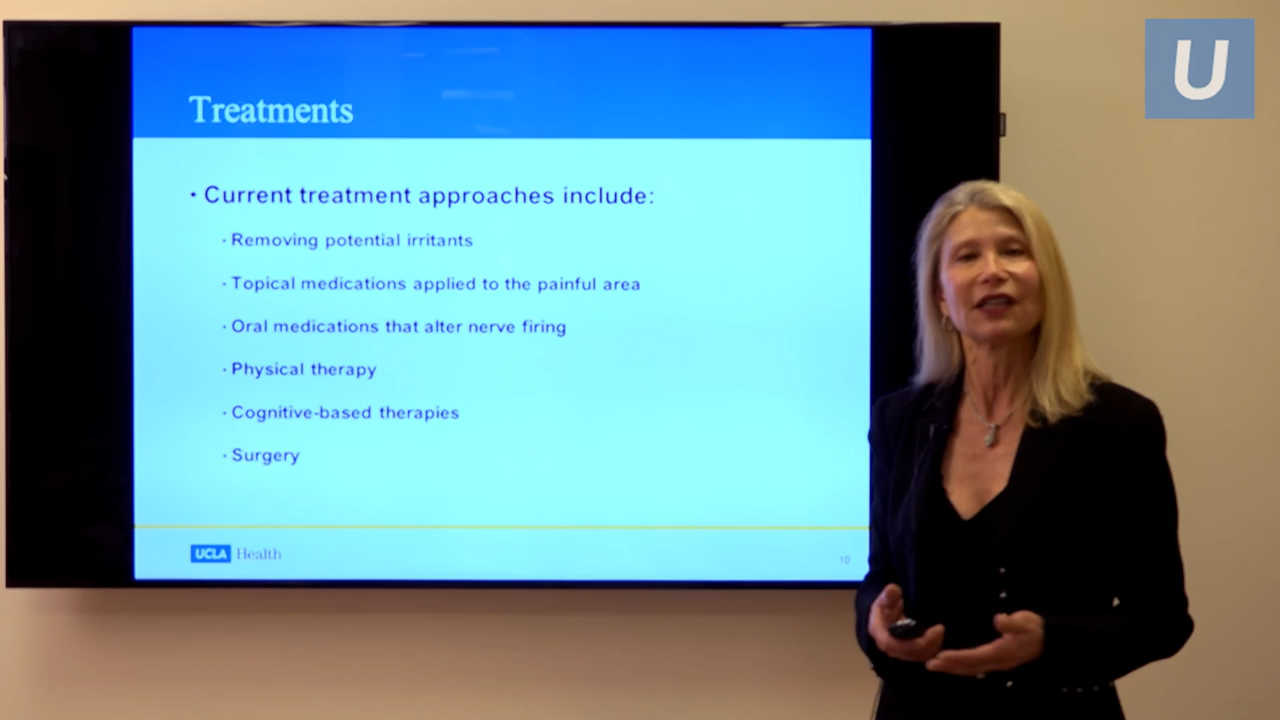 U
Treatments
• Current treatment approaches include:
· Removing potential irritants
· Topical medications applied to the painful area
· Oral medications that alter nerve firing
· Physical therapy
· Cognitive-based therapies
· Surgery
UCLA Health
10